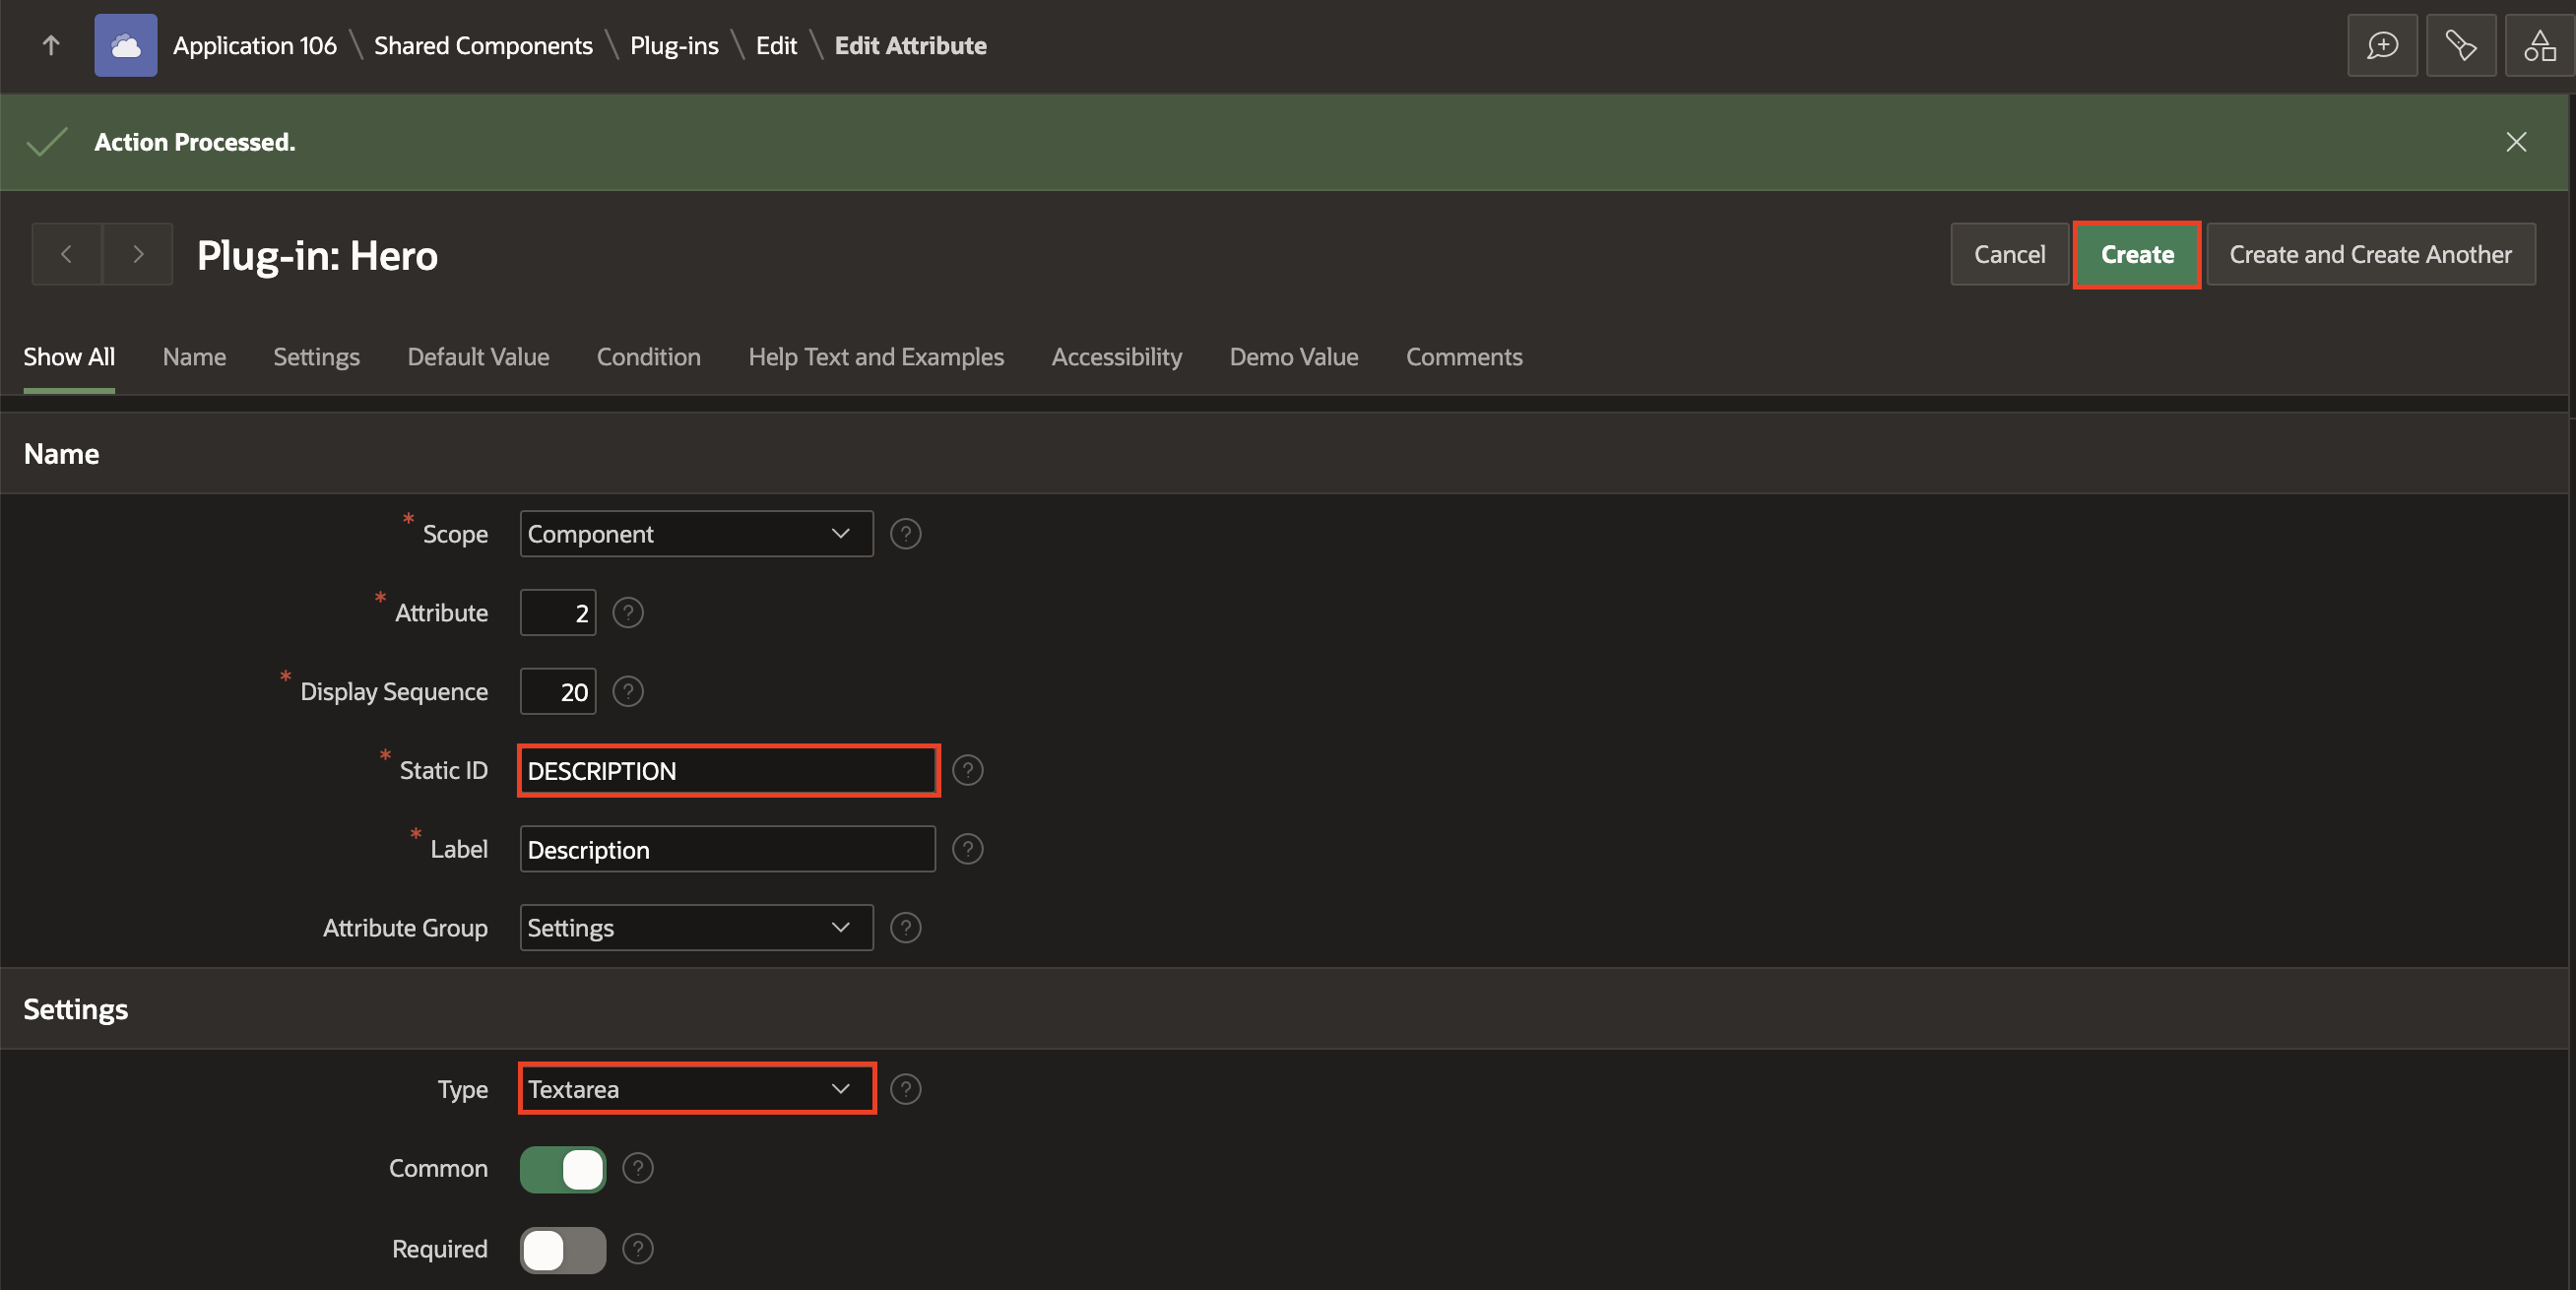 Application 106 \ Shared Components \ Plug-ins \ Edit \ Edit Attribute
Action Processed.
Plug-in: Hero
Cancel
Create
Create and Create Another
Show All
Name
Settings
Default Value
Condition
Help Text and Examples
Accessibility
Demo Value
Comments
Name
* Scope
Component
?
* Attribute
2
?
* Display Sequence
20
?
* Static ID
DESCRIPTION
?
* Label
Description
?
Attribute Group
Settings
?
Settings
Type
Textarea
?
Common
?
Required
?